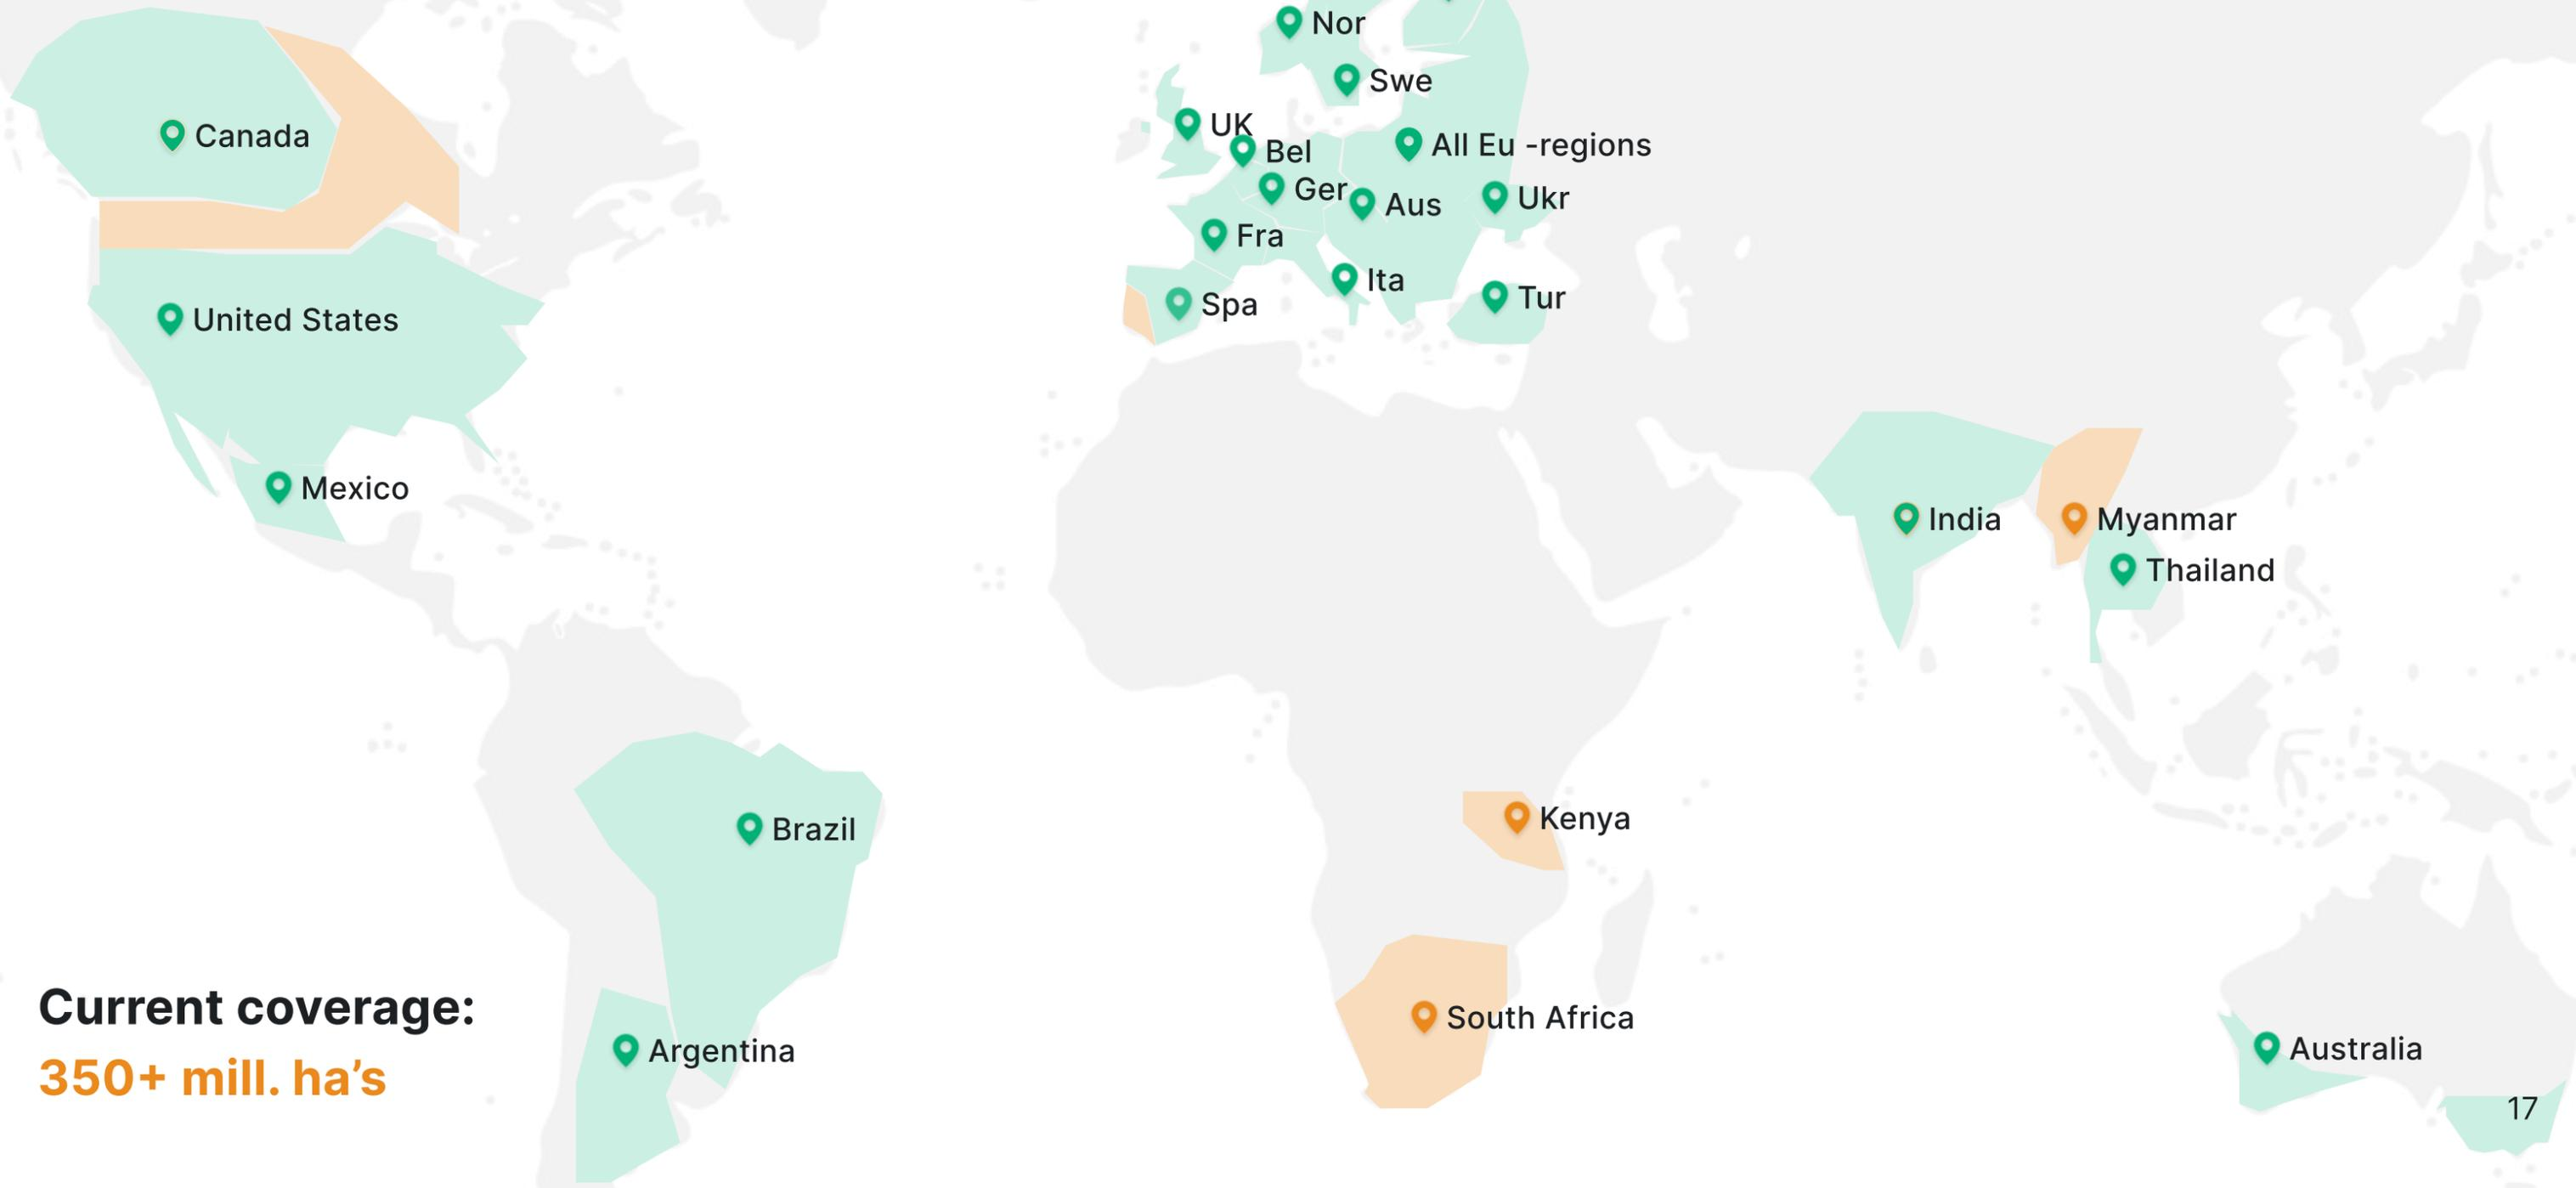 Nor
Swe
Canada
UK
Bel
All Eu -regions
Ger
Aus
Ukr
Fra
Ita
Spa
Tur
United States
Mexico
India
Myanmar
Thailand
Brazil
Kenya
South Africa
Argentina
Australia
Current coverage:
350+ mill. ha’s
17